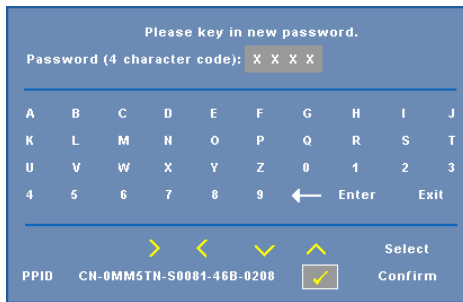 Please key in new password.
Password (4 character code): X X X X
A B C D E F G H I J
K L M N O P Q R S T
U V W X Y Z 0 1 2 3
4 5 6 7 8 9 Enter Exit
Select
PPID CN-0MM5TN-S0081-46B-0208 Confirm